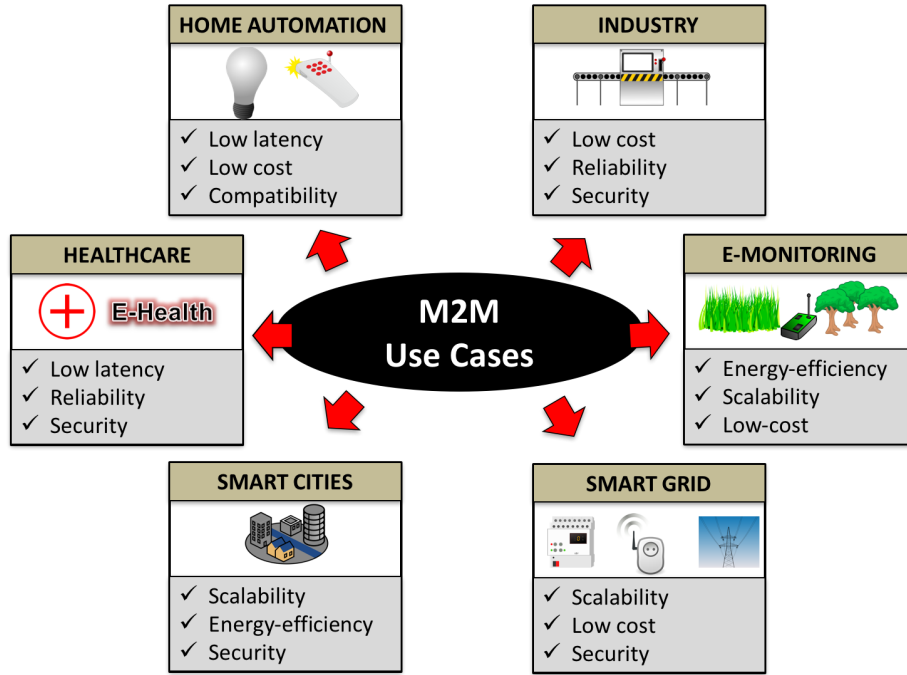 HOME AUTOMATION
✓ Low latency
✓ Low cost
✓ Compatibility
INDUSTRY
✓ Low cost
✓ Reliability
✓ Security
HEALTHCARE
E-Health
✓ Low latency
✓ Reliability
✓ Security
M2M
Use Cases
E-MONITORING
✓ Energy-efficiency
✓ Scalability
✓ Low-cost
SMART CITIES
✓ Scalability
✓ Energy-efficiency
✓ Security
SMART GRID
✓ Scalability
✓ Low cost
✓ Security